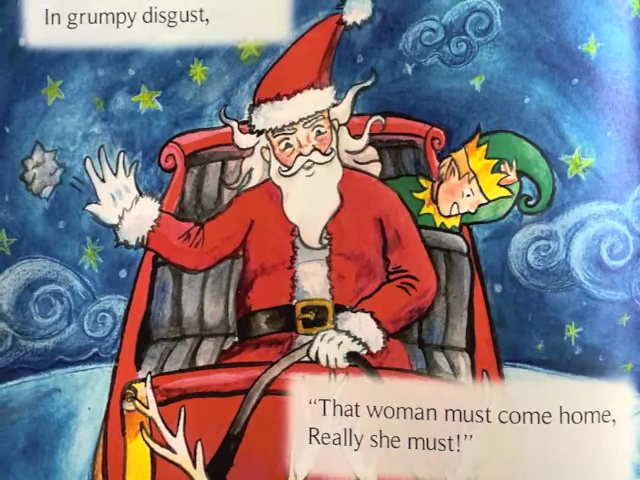 In grumpy disgust,
“That woman must come home,
Really she must!”